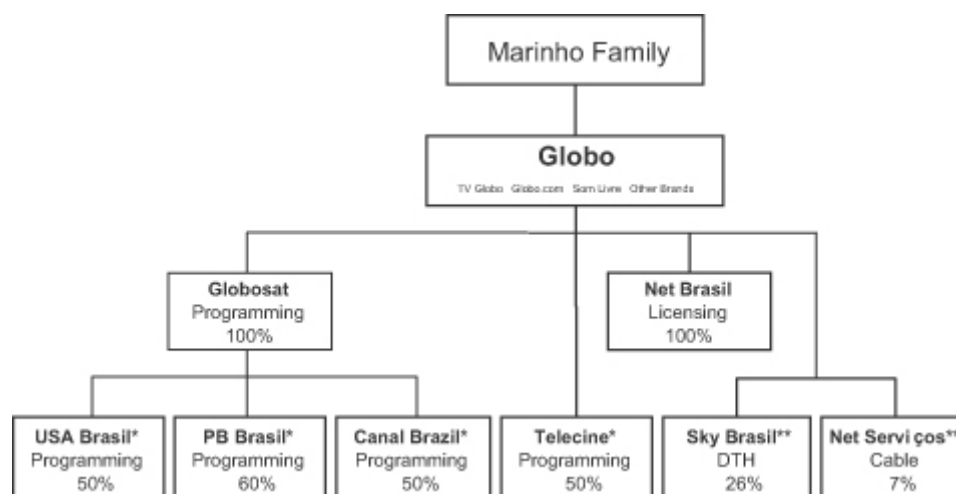 Marinho Family
Globo
TV Globo Globo.com Som Livre Other Brands
Globosat
Programming
100%
Net Brasil
Licensing
100%
USA Brasil*
Programming
50%
PB Brasil*
Programming
60%
Canal Brazil*
Programming
50%
Telecine*
Programming
50%
Sky Brasil**
DTH
26%
Net Servi ços**
Cable
7%